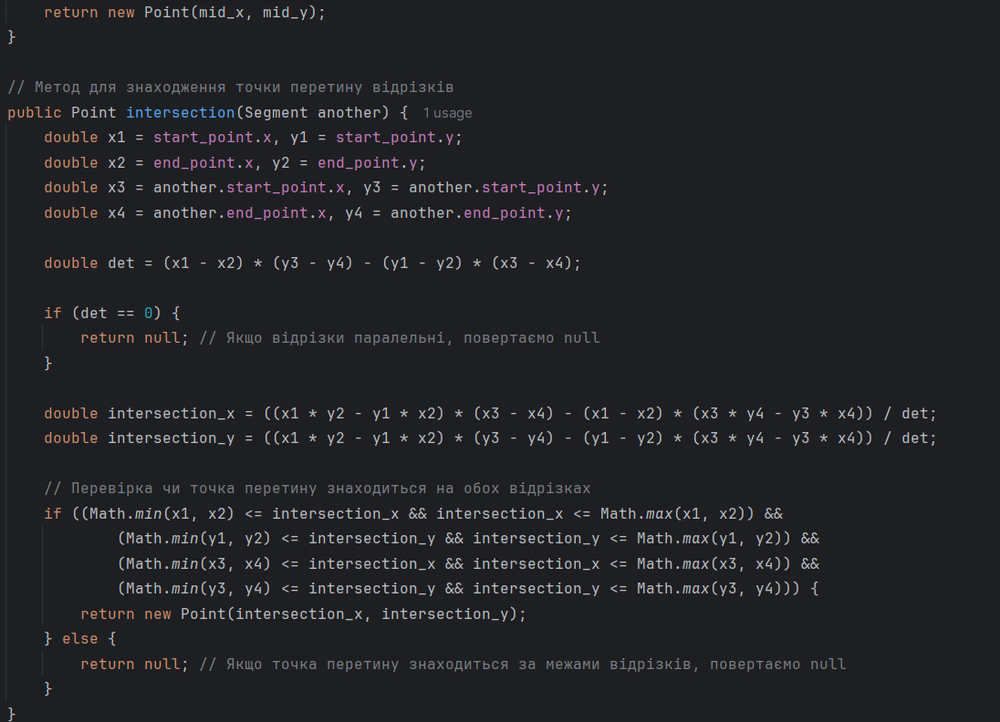 return new Point(mid_x, mid_y);
}
// Метод для знаходження точки перетину відрізків
public Point intersection(Segment another) { 1 usage
double x1 = start_point.x, y1 = start_point.y;
double x2 = end_point.x, y2 = end_point.y;
double x3 = another.start_point.x, y3 = another.start_point.y;
double x4 = another.end_point.x, y4 = another.end_point.y;
double det = (x1 - x2) * (y3 - y4) - (y1 - y2) * (x3 - x4);
if (det == 0) {
return null; // Якщо відрізки паралельні, повертаємо null
}
double intersection_x = ((x1 * y2 - y1 * x2) * (x3 - x4) - (x1 - x2) * (x3 * y4 - y3 * x4)) / det;
double intersection_y = ((x1 * y2 - y1 * x2) * (y3 - y4) - (y1 - y2) * (x3 * y4 - y3 * x4)) / det;
// Перевірка чи точка перетину знаходиться на обох відрізках
if ((Math.min(x1, x2) <= intersection_x && intersection_x <= Math.max(x1, x2)) &&
(Math.min(y1, y2) <= intersection_y && intersection_y <= Math.max(y1, y2)) &&
(Math.min(x3, x4) <= intersection_x && intersection_x <= Math.max(x3, x4)) &&
(Math.min(y3, y4) <= intersection_y && intersection_y <= Math.max(y3, y4))) {
return new Point(intersection_x, intersection_y);
} else {
return null; // Якщо точка перетину знаходиться за межами відрізків, повертаємо null
}
}